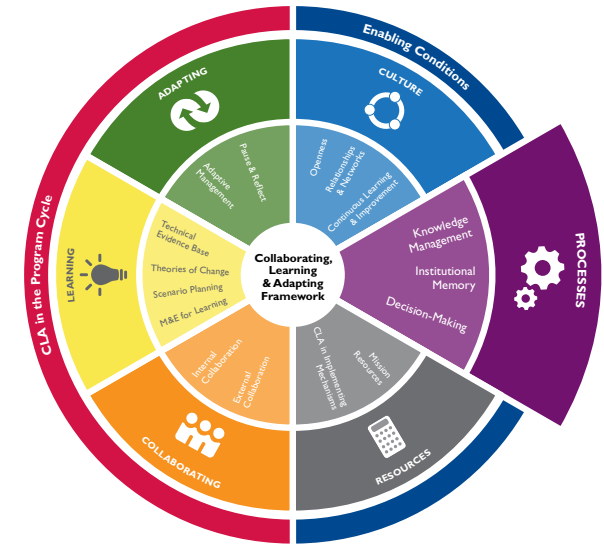 CLA in the Program Cycle
Enabling Conditions
ADAPTING
Adaptive
Management
Pause & Reflect
CULTURE
Openness
Relationships
& Networks
Continuous Learning
& Improvement
LEARNING
Technical
Evidence Base
Theories of Change
Scenario Planning
M&E for Learning
Collaborating,
Learning
& Adapting
Framework
PROCESSES
Knowledge
Management
Institutional
Memory
Decision-Making
COLLABORATING
Internal
Collaboration
External
Collaboration
RESOURCES
CLA in Implementing
Mechanisms
Mission
Resources